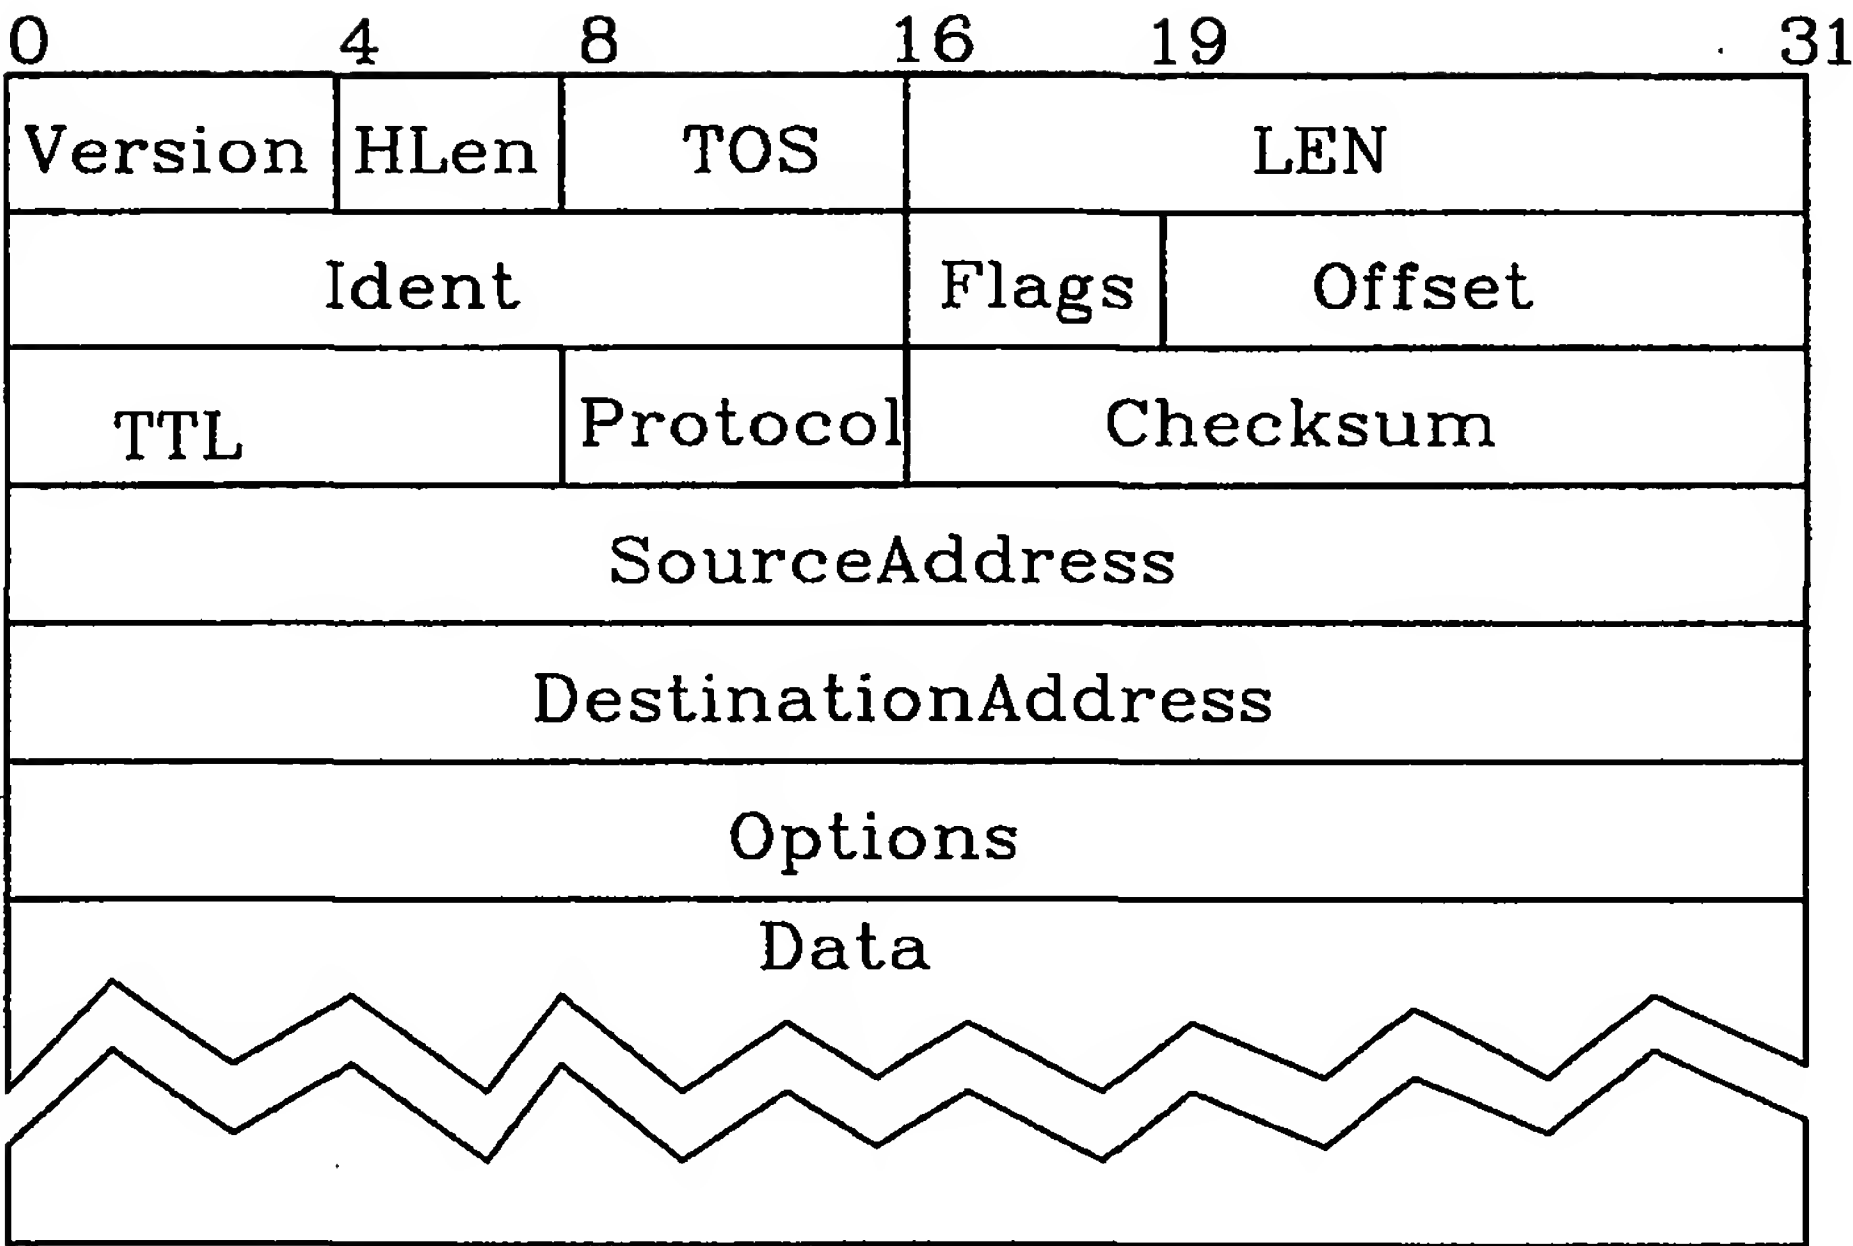 0 4 8 16 19 31
Version HLen TOS LEN
Ident Flags Offset
TTL Protocol Checksum
SourceAddress
DestinationAddress
Options
Data